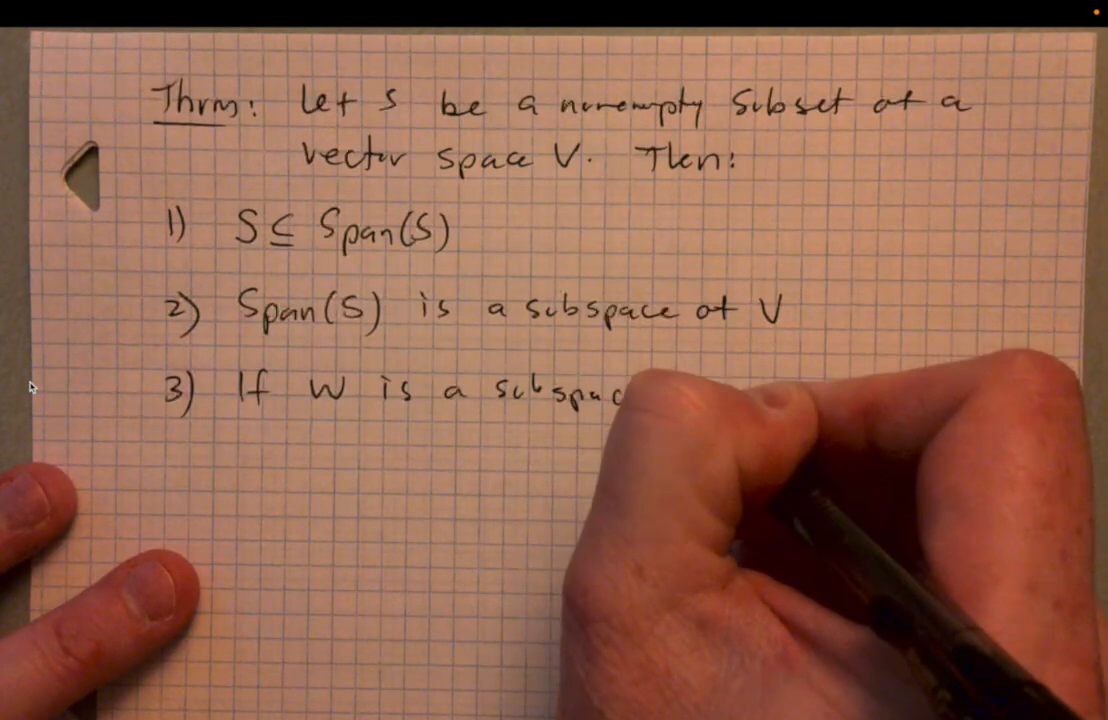 Thrm: Let S be a nonempty subset of a
vector space V. Then:
1) S ⊆ Span(S)
2) Span(S) is a subspace of V
3) If W is a subspac